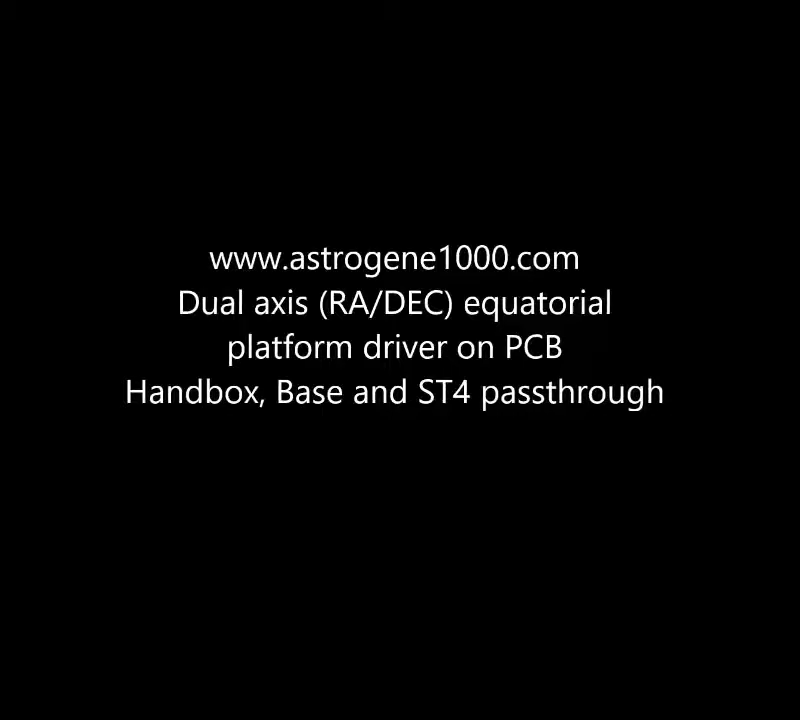 www.astrogene1000.com
Dual axis (RA/DEC) equatorial
platform driver on PCB
Handbox, Base and ST4 passthrough